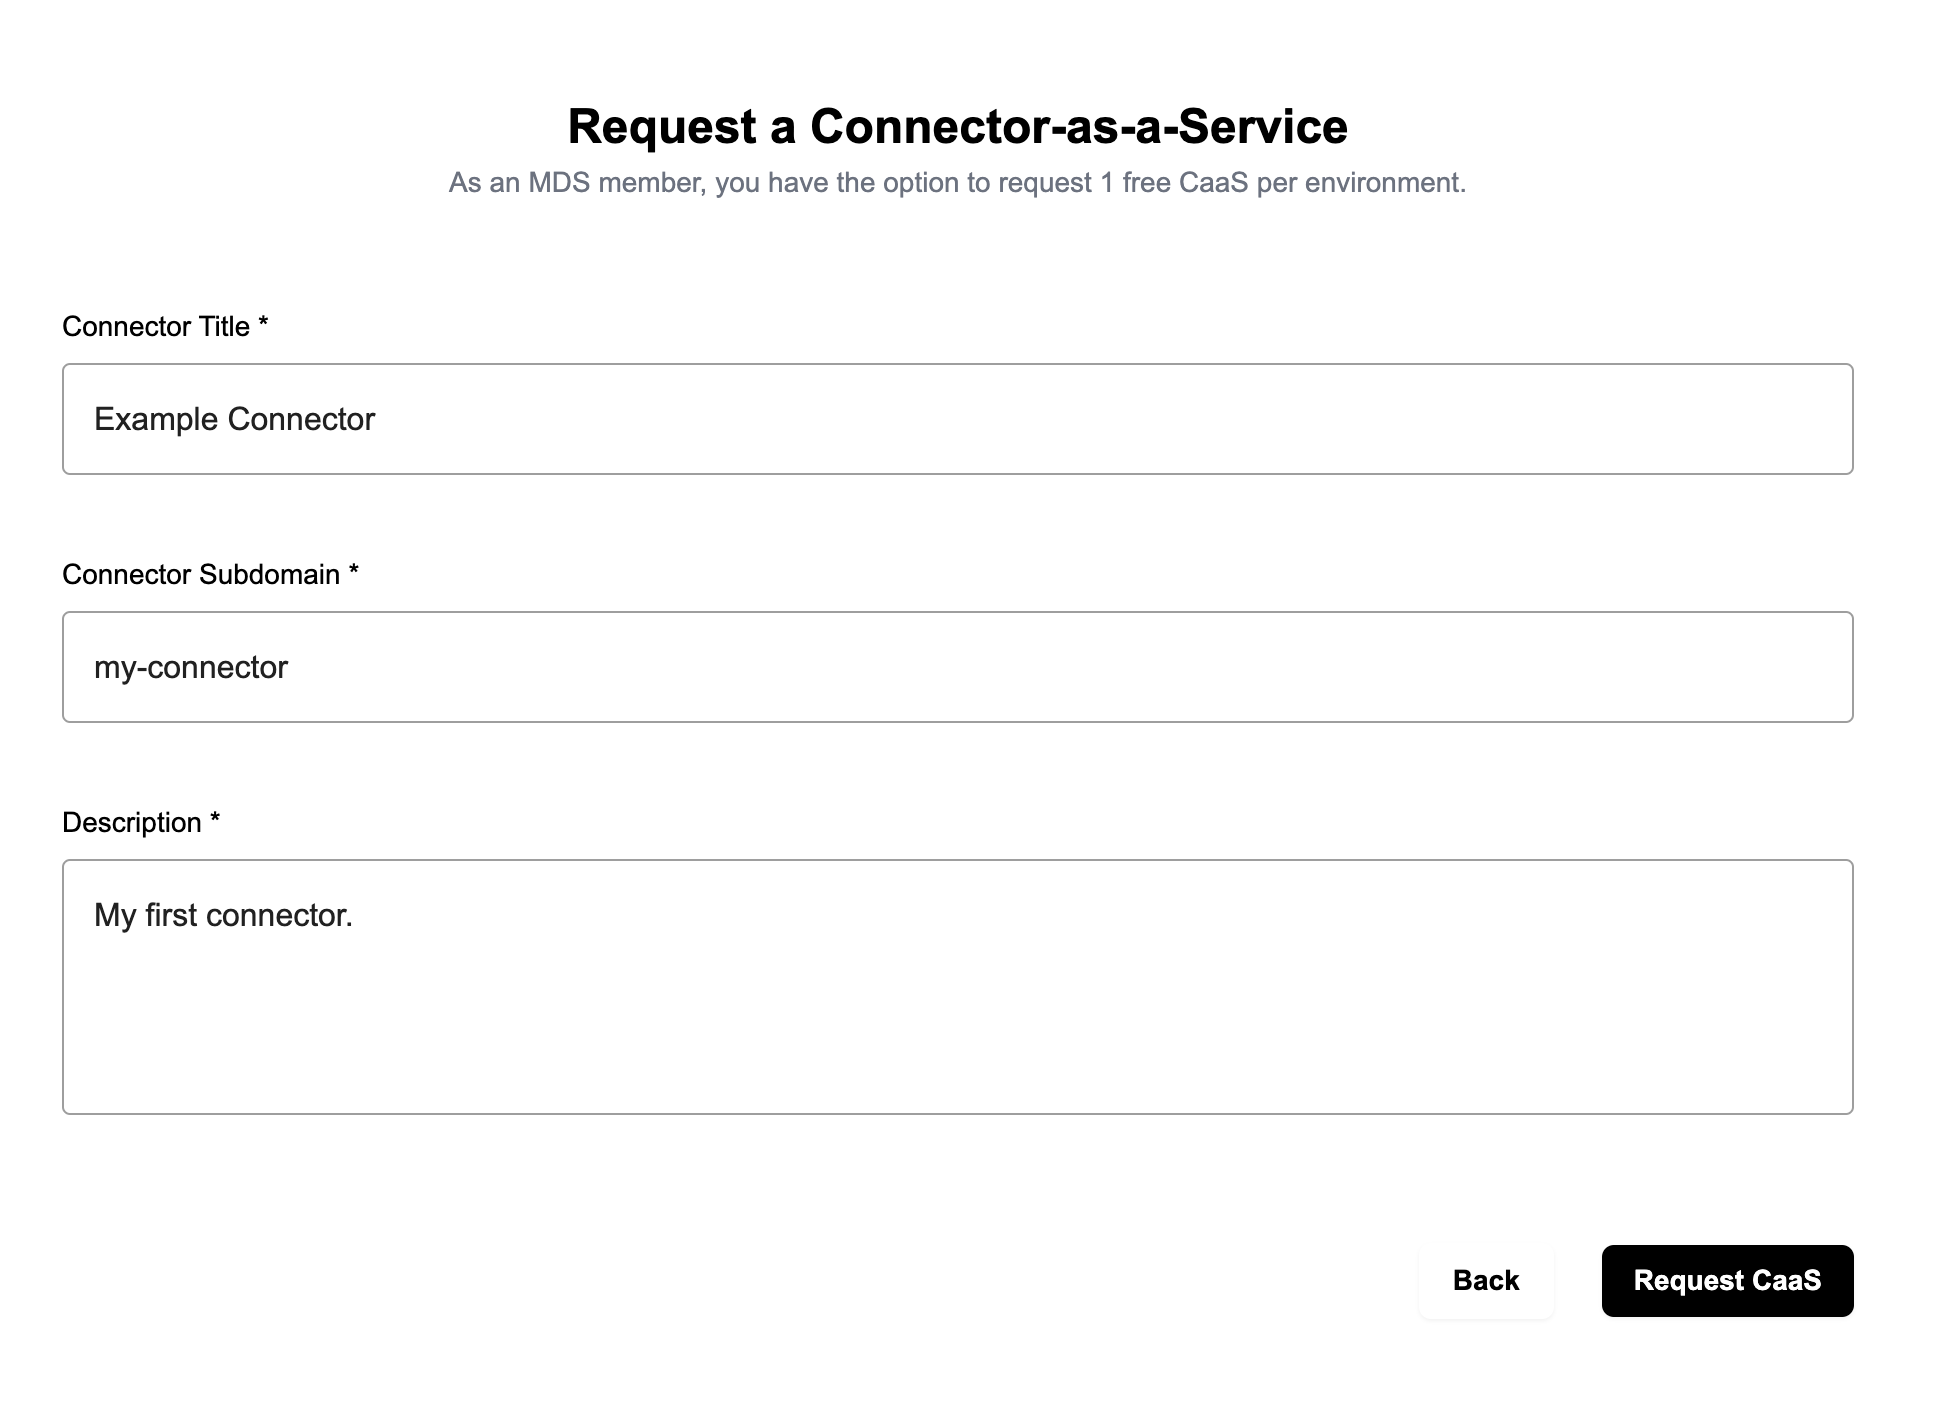 Request a Connector-as-a-Service
As an MDS member, you have the option to request 1 free CaaS per environment.
Connector Title *
Example Connector
Connector Subdomain *
my-connector
Description *
My first connector.
Back
Request CaaS